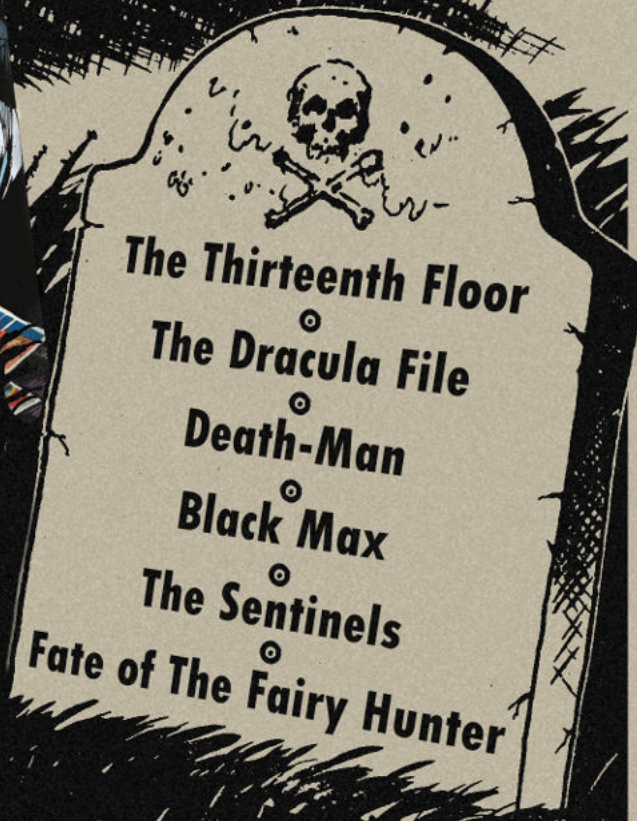 The Thirteenth Floor
The Dracula File
Death-Man
Black Max
The Sentinels
Fate of The Fairy Hunter